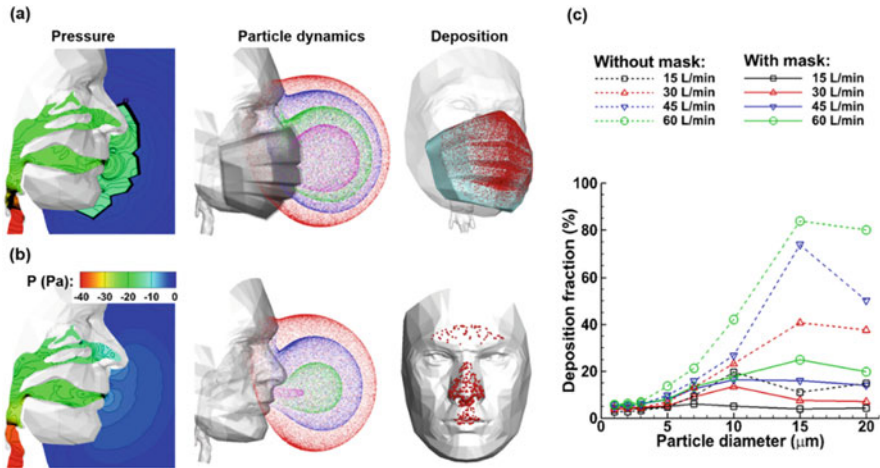 (a)
Pressure
Particle dynamics
Deposition
(b)
P (Pa):
-40 -30 -20 -10 0
(c)
Without mask:
15 L/min
30 L/min
45 L/min
60 L/min
With mask:
15 L/min
30 L/min
45 L/min
60 L/min
Deposition fraction (%)
100
80
60
40
20
0
5 10 15 20
Particle diameter (μm)